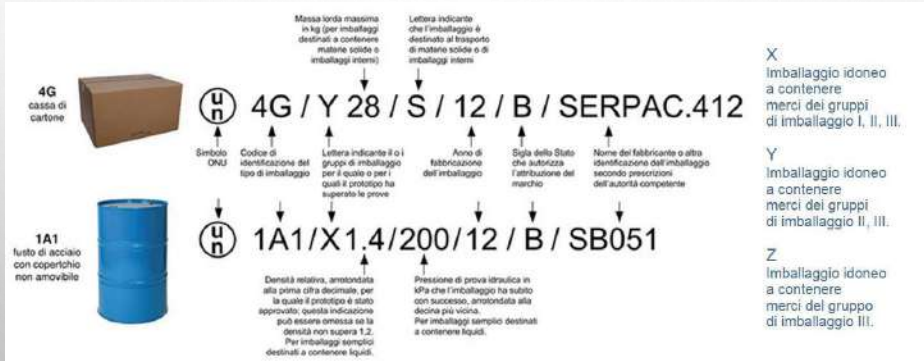 Massa lorda massima
in kg (per imballaggi
destinati a contenere
materie solide o
imballaggi interni)
Lettera indicante
che l'imballaggio è
destinato al trasporto
di materie solide o di
imballaggi interni
4G
cassa di
cartone
un 4G / Y 28 / S / 12 / B / SERPAC.412
Simbolo
ONU
Codice di
identificazione del
tipo di imballaggio
Lettera indicante il o i
gruppi di imballaggio
per il quale o per i
quali il prototipo ha
superato le prove
Anno di
fabbricazione
dell'imballaggio
Sigla dello Stato
che autorizza
l'attribuzione del
marchio
Nome del fabbricante o altra
identificazione dell'imballaggio
secondo prescrizioni
dell'autorità competente
1A1
fusto di acciaio
con coperchio
non amovibile
un 1A1/X1.4/200/12 / B / SB051
Densità relativa, arrotondata
alla prima cifra decimale, per
la quale il prototipo è stato
approvato; questa indicazione
può essere omessa se la
densità non supera 1,2.
Per imballaggi semplici
destinati a contenere liquidi.
Pressione di prova idraulica in
kPa che l'imballaggio ha subito
con successo, arrotondata alla
decina più vicina.
Per imballaggi semplici destinati
a contenere liquidi.
X
Imballaggio idoneo
a contenere
merci dei gruppi
di imballaggio I, II, III.
Y
Imballaggio idoneo
a contenere
merci dei gruppi
di imballaggio II, III.
Z
Imballaggio idoneo
a contenere
merci del gruppo
di imballaggio III.